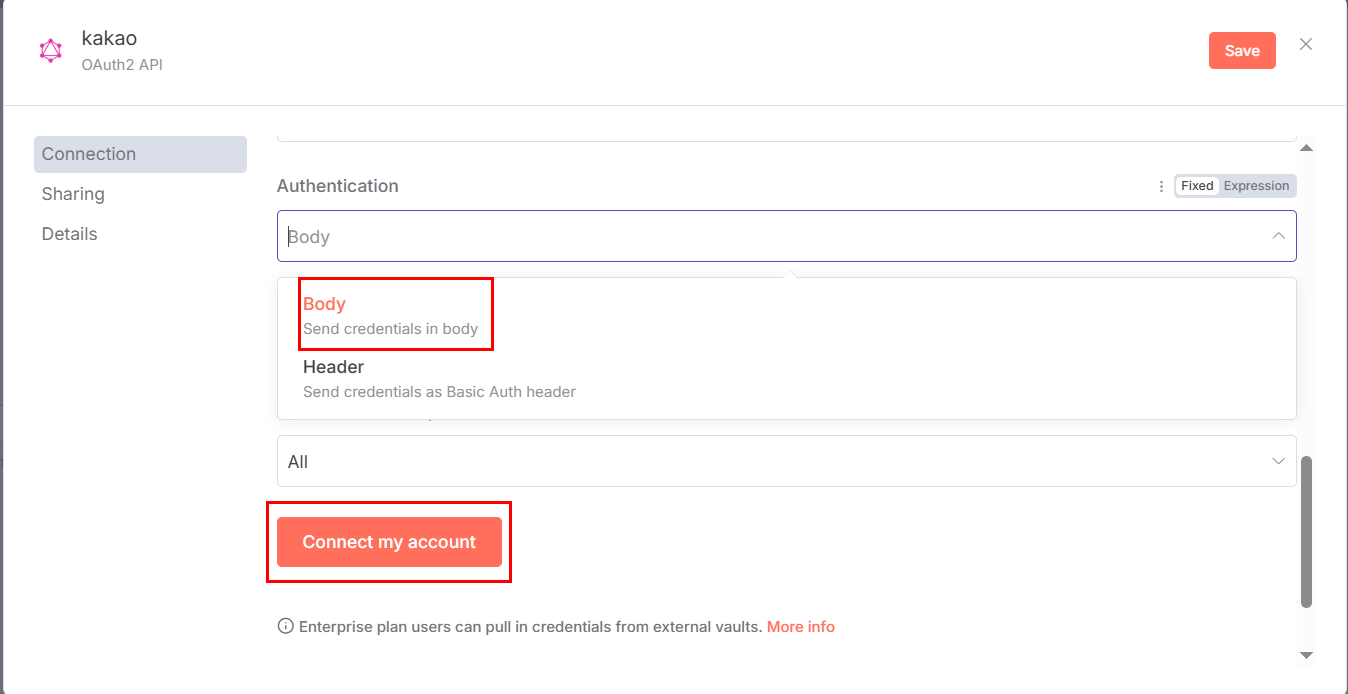 kakao
OAuth2 API
Save
Connection
Sharing
Details
Authentication
Fixed Expression
Body
Body
Send credentials in body
Header
Send credentials as Basic Auth header
All
Connect my account
Enterprise plan users can pull in credentials from external vaults. More info